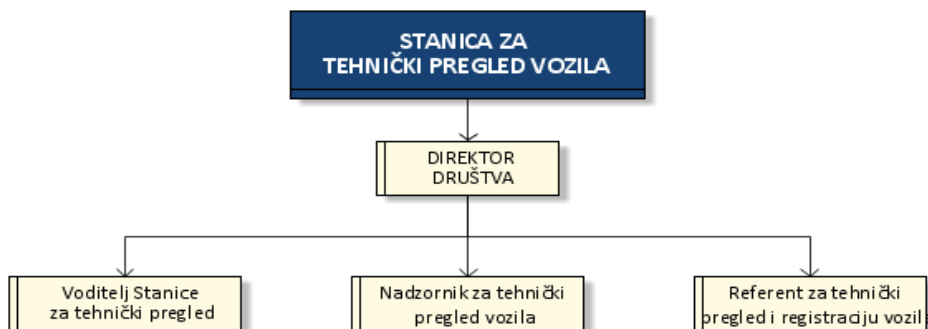 STANICA ZA
TEHNIČKI PREGLED VOZILA
DIREKTOR
DRUŠTVA
Voditelj Stanice
za tehnički pregled
Nadzornik za tehnički
pregled vozila
Referent za tehnički
pregled i registraciju vozil